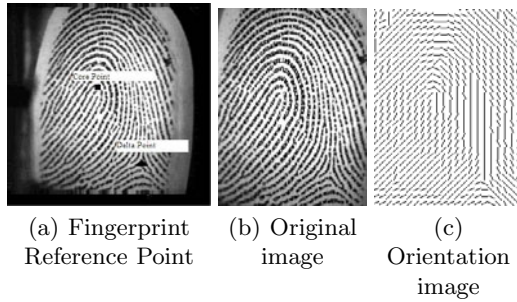 Core Point
Delta Point
(a) Fingerprint
Reference Point
(b) Original
image
(c)
Orientation
image